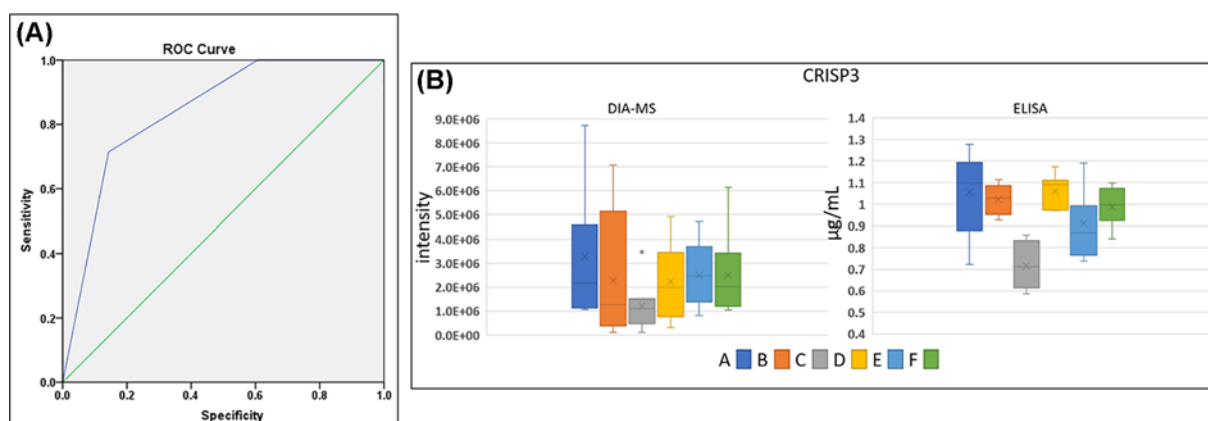 (A)
ROC Curve
1.0
0.8
0.6
0.4
0.2
0.0
Sensitivity
0.0 0.2 0.4 0.6 0.8 1.0
Specificity
(B)
CRISP3
DIA-MS
9.0E+06
8.0E+06
7.0E+06
6.0E+06
5.0E+06
4.0E+06
3.0E+06
2.0E+06
1.0E+06
0.0E+00
intensity
ELISA
1.4
1.3
1.2
1.1
1
0.9
0.8
0.7
0.6
0.5
0.4
µg/mL
A B C D E F